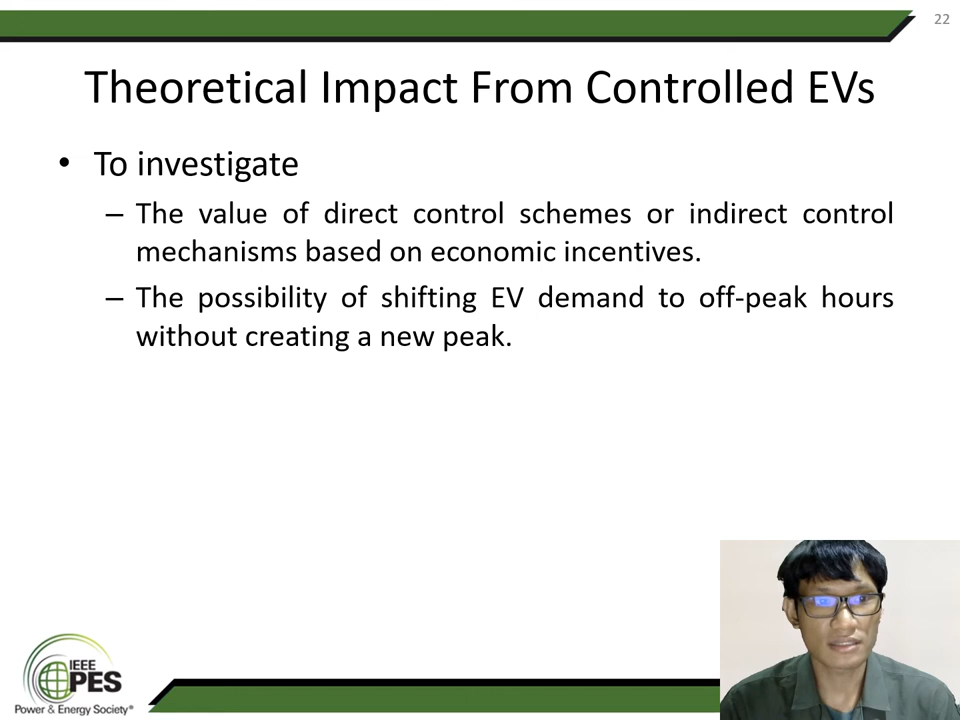 22
Theoretical Impact From Controlled EVs
• To investigate
– The value of direct control schemes or indirect control
mechanisms based on economic incentives.
– The possibility of shifting EV demand to off-peak hours
without creating a new peak.
IEEE
PES
Power & Energy Society®